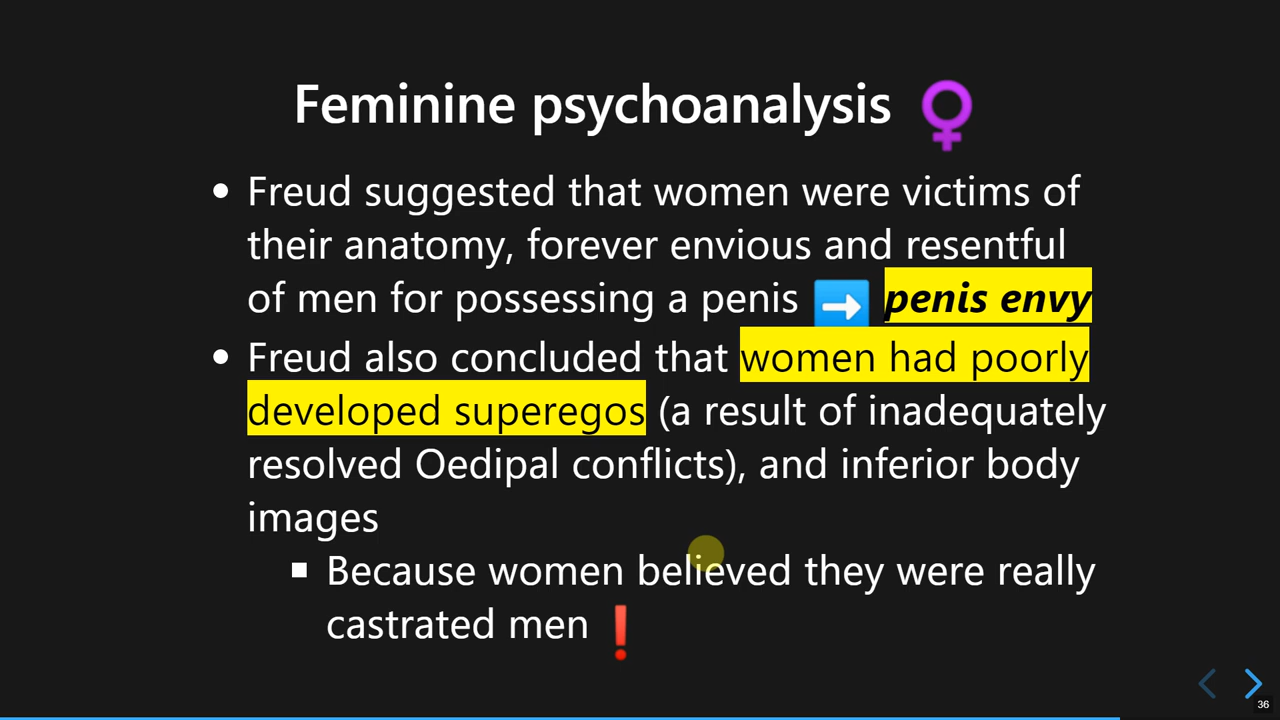 Feminine psychoanalysis ♀
• Freud suggested that women were victims of
their anatomy, forever envious and resentful
of men for possessing a penis ➡ penis envy
• Freud also concluded that women had poorly
developed superegos (a result of inadequately
resolved Oedipal conflicts), and inferior body
images
▪ Because women believed they were really
castrated men ❗
36